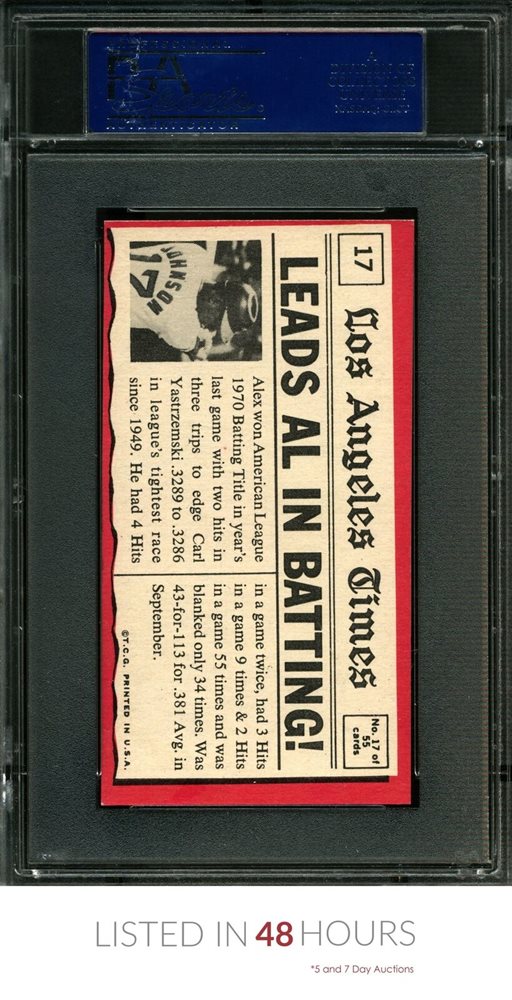 17
Los Angeles Times
No. 17 of
55
cards
LEADS AL IN BATTING!
JOHNSON
17
Alex won American League
1970 Batting Title in year's
last game with two hits in
three trips to edge Carl
Yastrzemski .3289 to .3286
in league's tightest race
since 1949. He had 4 Hits
in a game twice, had 3 Hits
in a game 9 times & 2 Hits
in a game 55 times and was
blanked only 34 times. Was
43-for-113 for .381 Avg. in
September.
©T.C.G. PRINTED IN U.S.A.
LISTED IN 48 HOURS
*5 and 7 Day Auctions